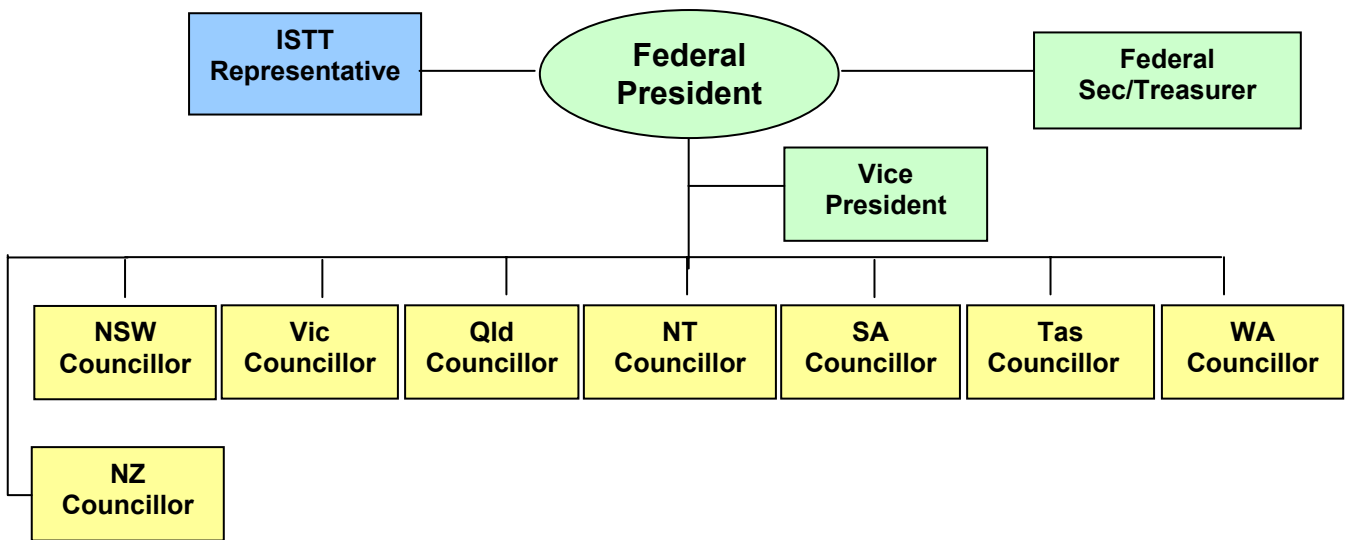 ISTT
Representative
Federal
President
Federal
Sec/Treasurer
Vice
President
NSW
Councillor
Vic
Councillor
Qld
Councillor
NT
Councillor
SA
Councillor
Tas
Councillor
WA
Councillor
NZ
Councillor